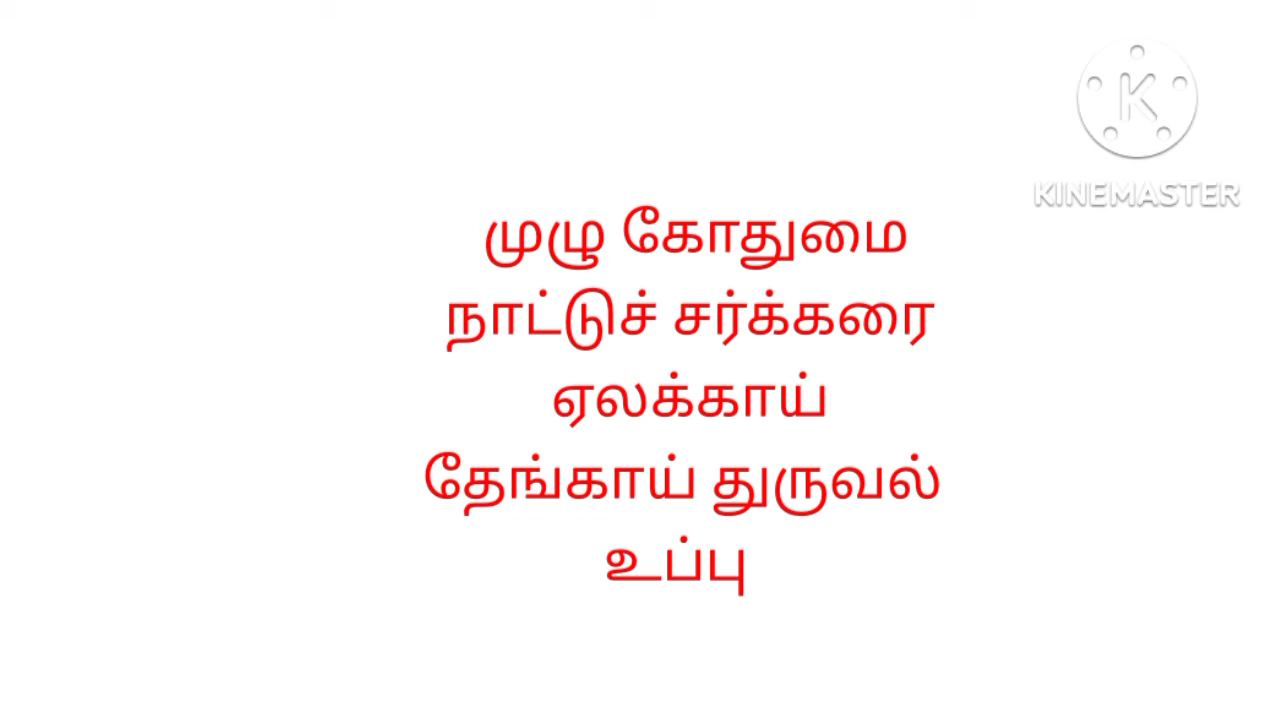 KINEMASTER
முழு கோதுமை
நாட்டுச் சர்க்கரை
ஏலக்காய்
தேங்காய் துருவல்
உப்பு